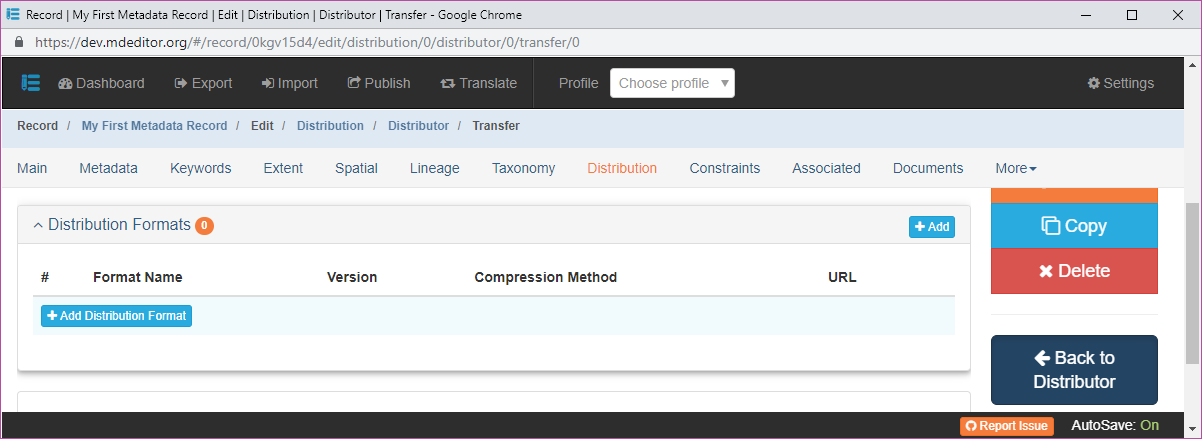 Record | My First Metadata Record | Edit | Distribution | Distributor | Transfer - Google Chrome
https://dev.mdeditor.org/#/record/0kgv15d4/edit/distribution/0/distributor/0/transfer/0
Dashboard Export Import Publish Translate Profile Choose profile Settings
Record / My First Metadata Record / Edit / Distribution / Distributor / Transfer
Main Metadata Keywords Extent Spatial Lineage Taxonomy Distribution Constraints Associated Documents More
Distribution Formats 0 Add
Copy
Delete
# Format Name Version Compression Method URL
Add Distribution Format
Back to
Distributor
Report Issue AutoSave: On